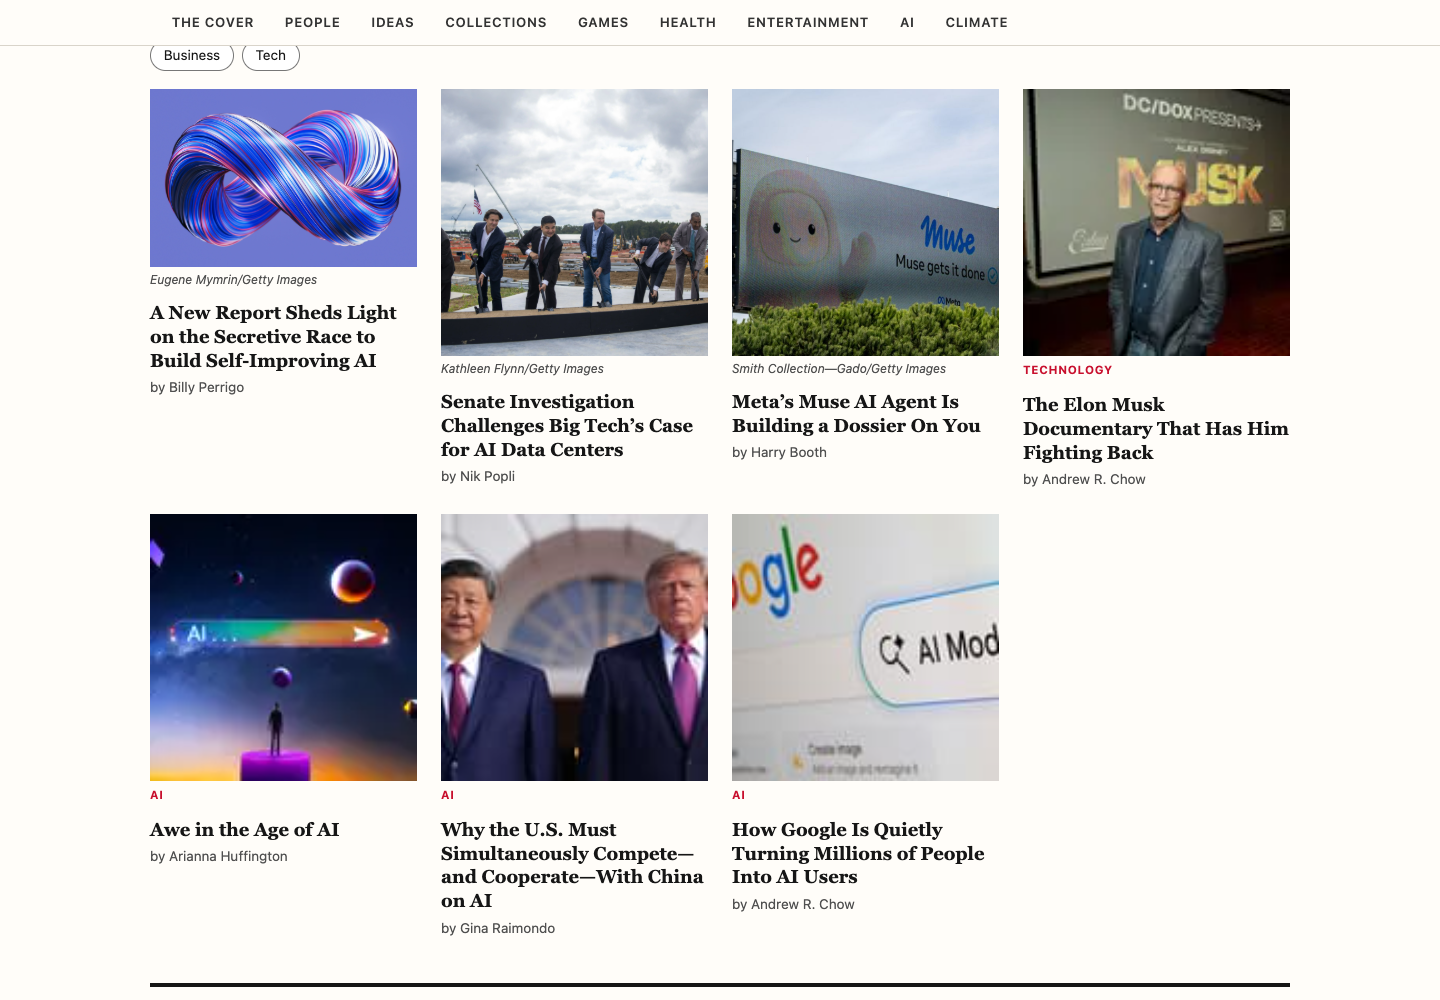 THE COVER PEOPLE IDEAS COLLECTIONS GAMES HEALTH ENTERTAINMENT AI CLIMATE
Business Tech
Eugene Mymrin/Getty Images
A New Report Sheds Light
on the Secretive Race to
Build Self-Improving AI
by Billy Perrigo
Kathleen Flynn/Getty Images
Senate Investigation
Challenges Big Tech’s Case
for AI Data Centers
by Nik Popli
Muse
Muse gets it done
Meta
Smith Collection—Gado/Getty Images
Meta’s Muse AI Agent Is
Building a Dossier On You
by Harry Booth
DC/DOX PRESENTS
MUSK
TECHNOLOGY
The Elon Musk
Documentary That Has Him
Fighting Back
by Andrew R. Chow
AI...
AI
Awe in the Age of AI
by Arianna Huffington
AI
Why the U.S. Must
Simultaneously Compete—
and Cooperate—With China
on AI
by Gina Raimondo
ogle
AI Mod
Create image
AI
How Google Is Quietly
Turning Millions of People
Into AI Users
by Andrew R. Chow